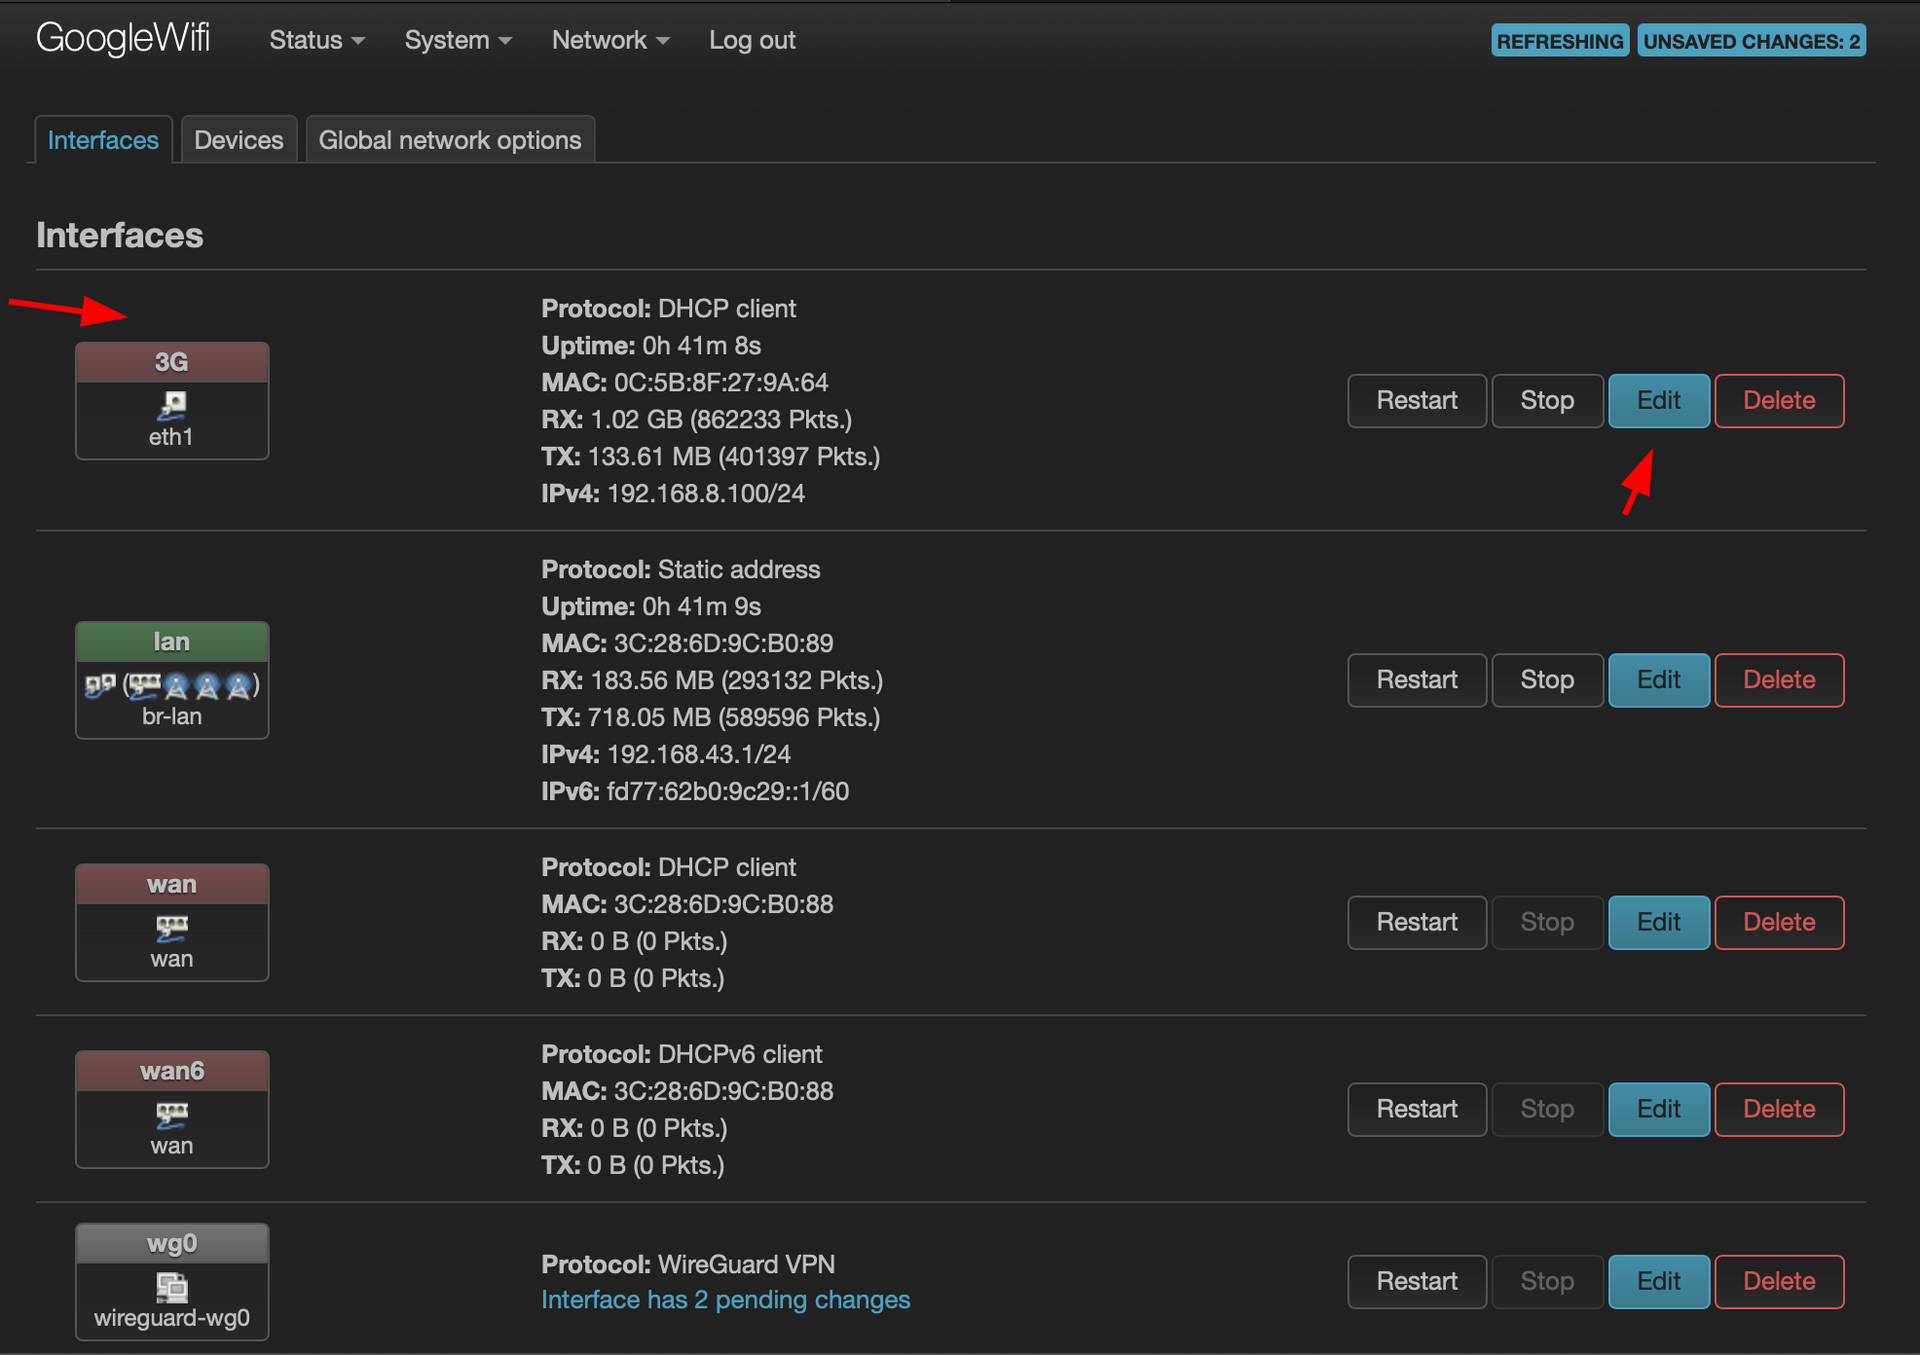 GoogleWifi Status System Network Log out REFRESHING UNSAVED CHANGES: 2
Interfaces Devices Global network options
Interfaces
3G
eth1
Protocol: DHCP client
Uptime: 0h 41m 8s
MAC: 0C:5B:8F:27:9A:64
RX: 1.02 GB (862233 Pkts.)
TX: 133.61 MB (401397 Pkts.)
IPv4: 192.168.8.100/24
Restart Stop Edit Delete
lan
( )
br-lan
Protocol: Static address
Uptime: 0h 41m 9s
MAC: 3C:28:6D:9C:B0:89
RX: 183.56 MB (293132 Pkts.)
TX: 718.05 MB (589596 Pkts.)
IPv4: 192.168.43.1/24
IPv6: fd77:62b0:9c29::1/60
Restart Stop Edit Delete
wan
wan
Protocol: DHCP client
MAC: 3C:28:6D:9C:B0:88
RX: 0 B (0 Pkts.)
TX: 0 B (0 Pkts.)
Restart Stop Edit Delete
wan6
wan
Protocol: DHCPv6 client
MAC: 3C:28:6D:9C:B0:88
RX: 0 B (0 Pkts.)
TX: 0 B (0 Pkts.)
Restart Stop Edit Delete
wg0
wireguard-wg0
Protocol: WireGuard VPN
Interface has 2 pending changes
Restart Stop Edit Delete